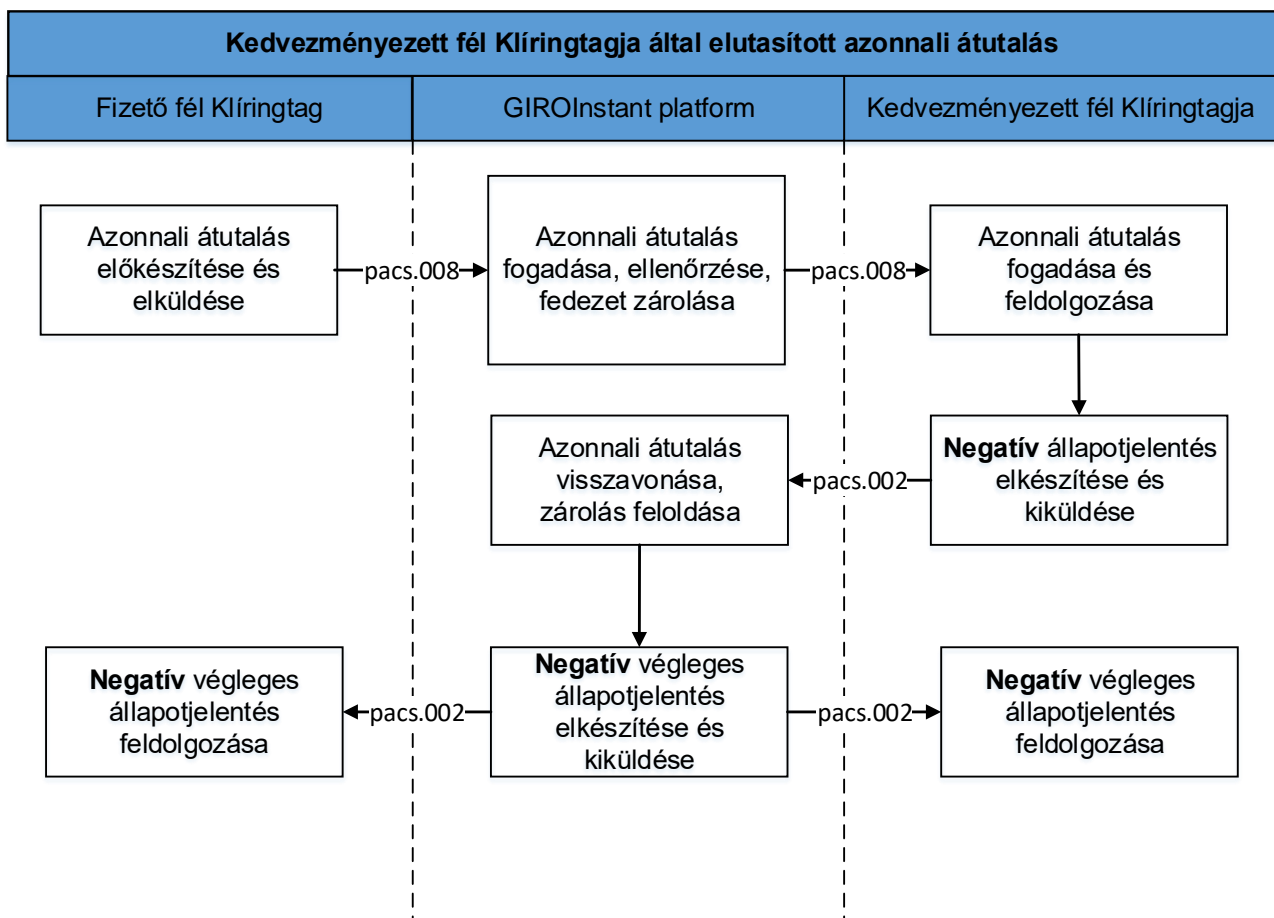 Kedvezményezett fél Klíringtagja által elutasított azonnali átutalás
Fizető fél Klíringtag
GIROInstant platform
Kedvezményezett fél Klíringtagja
Azonnali átutalás
előkészítése és
elküldése
pacs.008
Azonnali átutalás
fogadása, ellenőrzése,
fedezet zárolása
pacs.008
Azonnali átutalás
fogadása és
feldolgozása
Azonnali átutalás
visszavonása,
zárolás feloldása
pacs.002
Negatív állapotjelentés
elkészítése és
kiküldése
Negatív végleges
állapotjelentés
feldolgozása
pacs.002
Negatív végleges
állapotjelentés
elkészítése és
kiküldése
pacs.002
Negatív végleges
állapotjelentés
feldolgozása